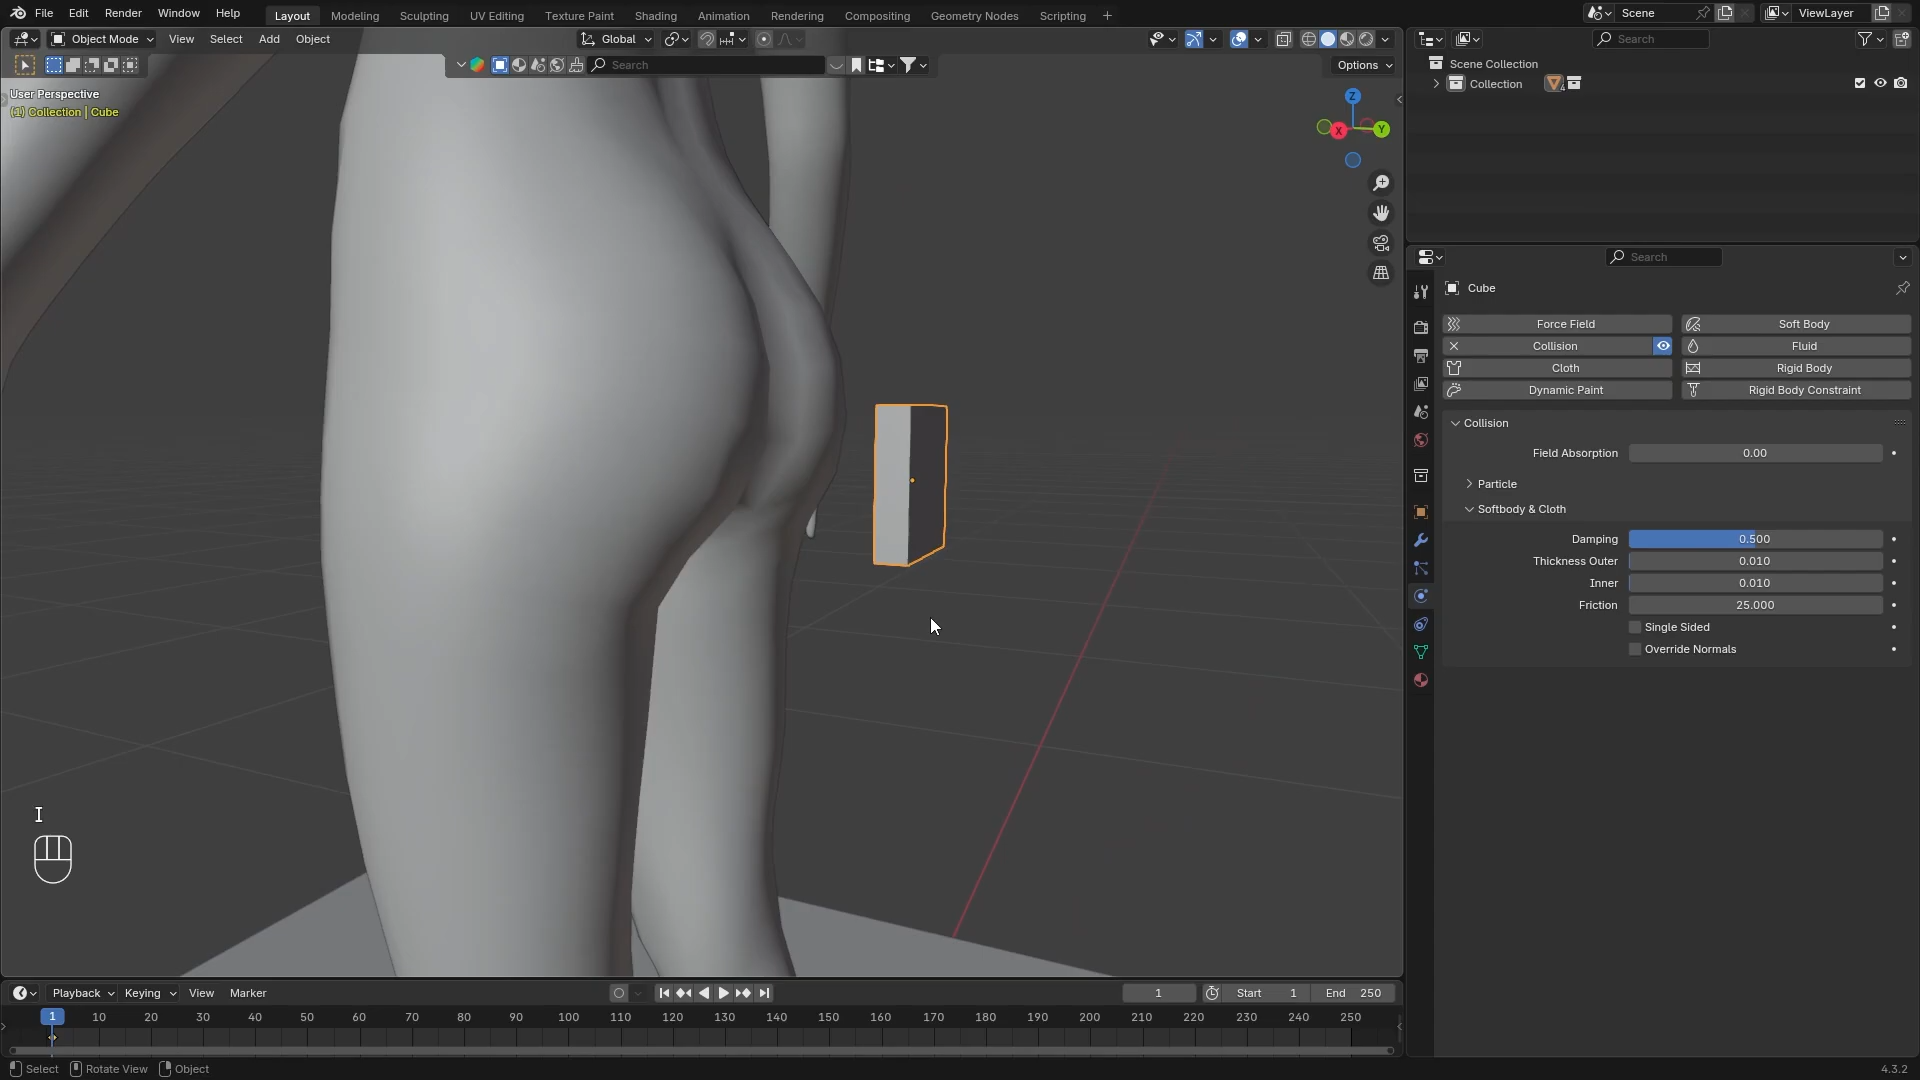 File Edit Render Window Help Layout Modeling Sculpting UV Editing Texture Paint Shading Animation Rendering Compositing Geometry Nodes Scripting + Scene ViewLayer
Object Mode View Select Add Object Global Search
Search Options
User Perspective
(1) Collection | Cube
Z
X Y
Scene Collection
Collection
Search
Cube
Force Field Soft Body
Collision Fluid
Cloth Rigid Body
Dynamic Paint Rigid Body Constraint
Collision
Field Absorption 0.00
Particle
Softbody & Cloth
Damping 0.500
Thickness Outer 0.010
Inner 0.010
Friction 25.000
Single Sided
Override Normals
I
Playback Keying View Marker 1 Start 1 End 250
1 10 20 30 40 50 60 70 80 90 100 110 120 130 140 150 160 170 180 190 200 210 220 230 240 250
Select Rotate View Object 4.3.2